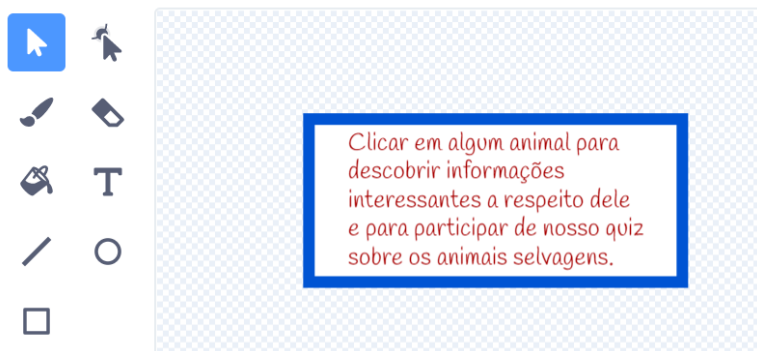 Clicar em algum animal para
descobrir informações
interessantes a respeito dele
e para participar de nosso quiz
sobre os animais selvagens.